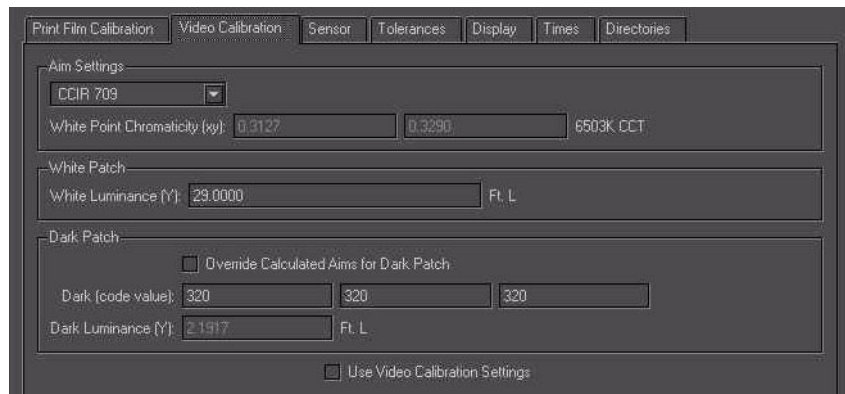 Print Film Calibration Video Calibration Sensor Tolerances Display Times Directories
Aim Settings
CCIR 709
White Point Chromaticity (xy): 0.3127 0.3290 6503K CCT
White Patch
White Luminance (Y): 29.0000 Ft. L
Dark Patch
Override Calculated Aims for Dark Patch
Dark (code value): 320 320 320
Dark Luminance (Y): 2.1917 Ft. L
Use Video Calibration Settings